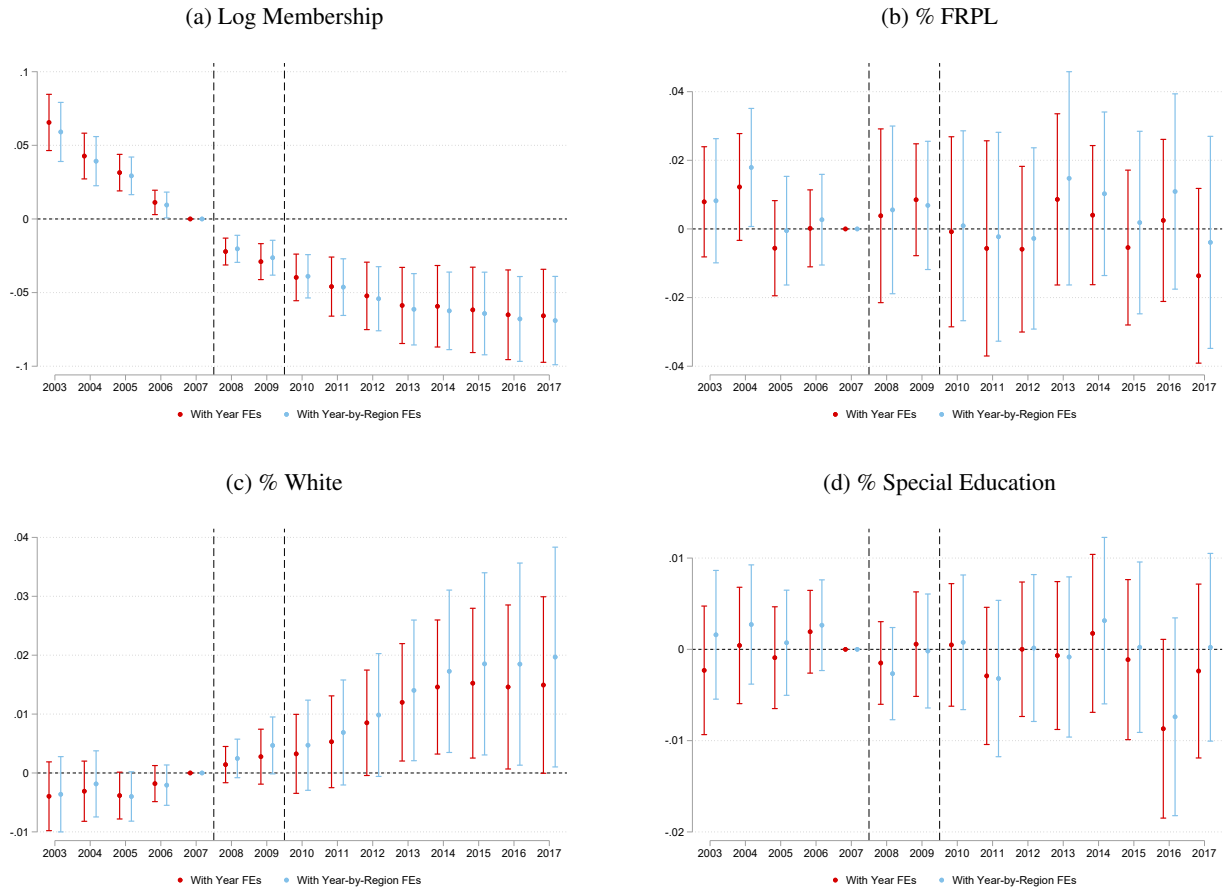 (a) Log Membership
.1
.05
0
-.05
-.1
2003 2004 2005 2006 2007 2008 2009 2010 2011 2012 2013 2014 2015 2016 2017
With Year FEs With Year-by-Region FEs
(b) % FRPL
.04
.02
0
-.02
-.04
2003 2004 2005 2006 2007 2008 2009 2010 2011 2012 2013 2014 2015 2016 2017
With Year FEs With Year-by-Region FEs
(c) % White
.04
.03
.02
.01
0
-.01
2003 2004 2005 2006 2007 2008 2009 2010 2011 2012 2013 2014 2015 2016 2017
With Year FEs With Year-by-Region FEs
(d) % Special Education
.01
0
-.01
-.02
2003 2004 2005 2006 2007 2008 2009 2010 2011 2012 2013 2014 2015 2016 2017
With Year FEs With Year-by-Region FEs